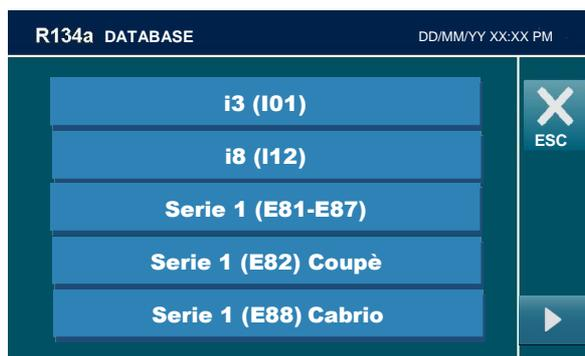 R134a DATABASE DD/MM/YY XX:XX PM
i3 (I01)
ESC
i8 (I12)
Serie 1 (E81-E87)
Serie 1 (E82) Coupè
Serie 1 (E88) Cabrio